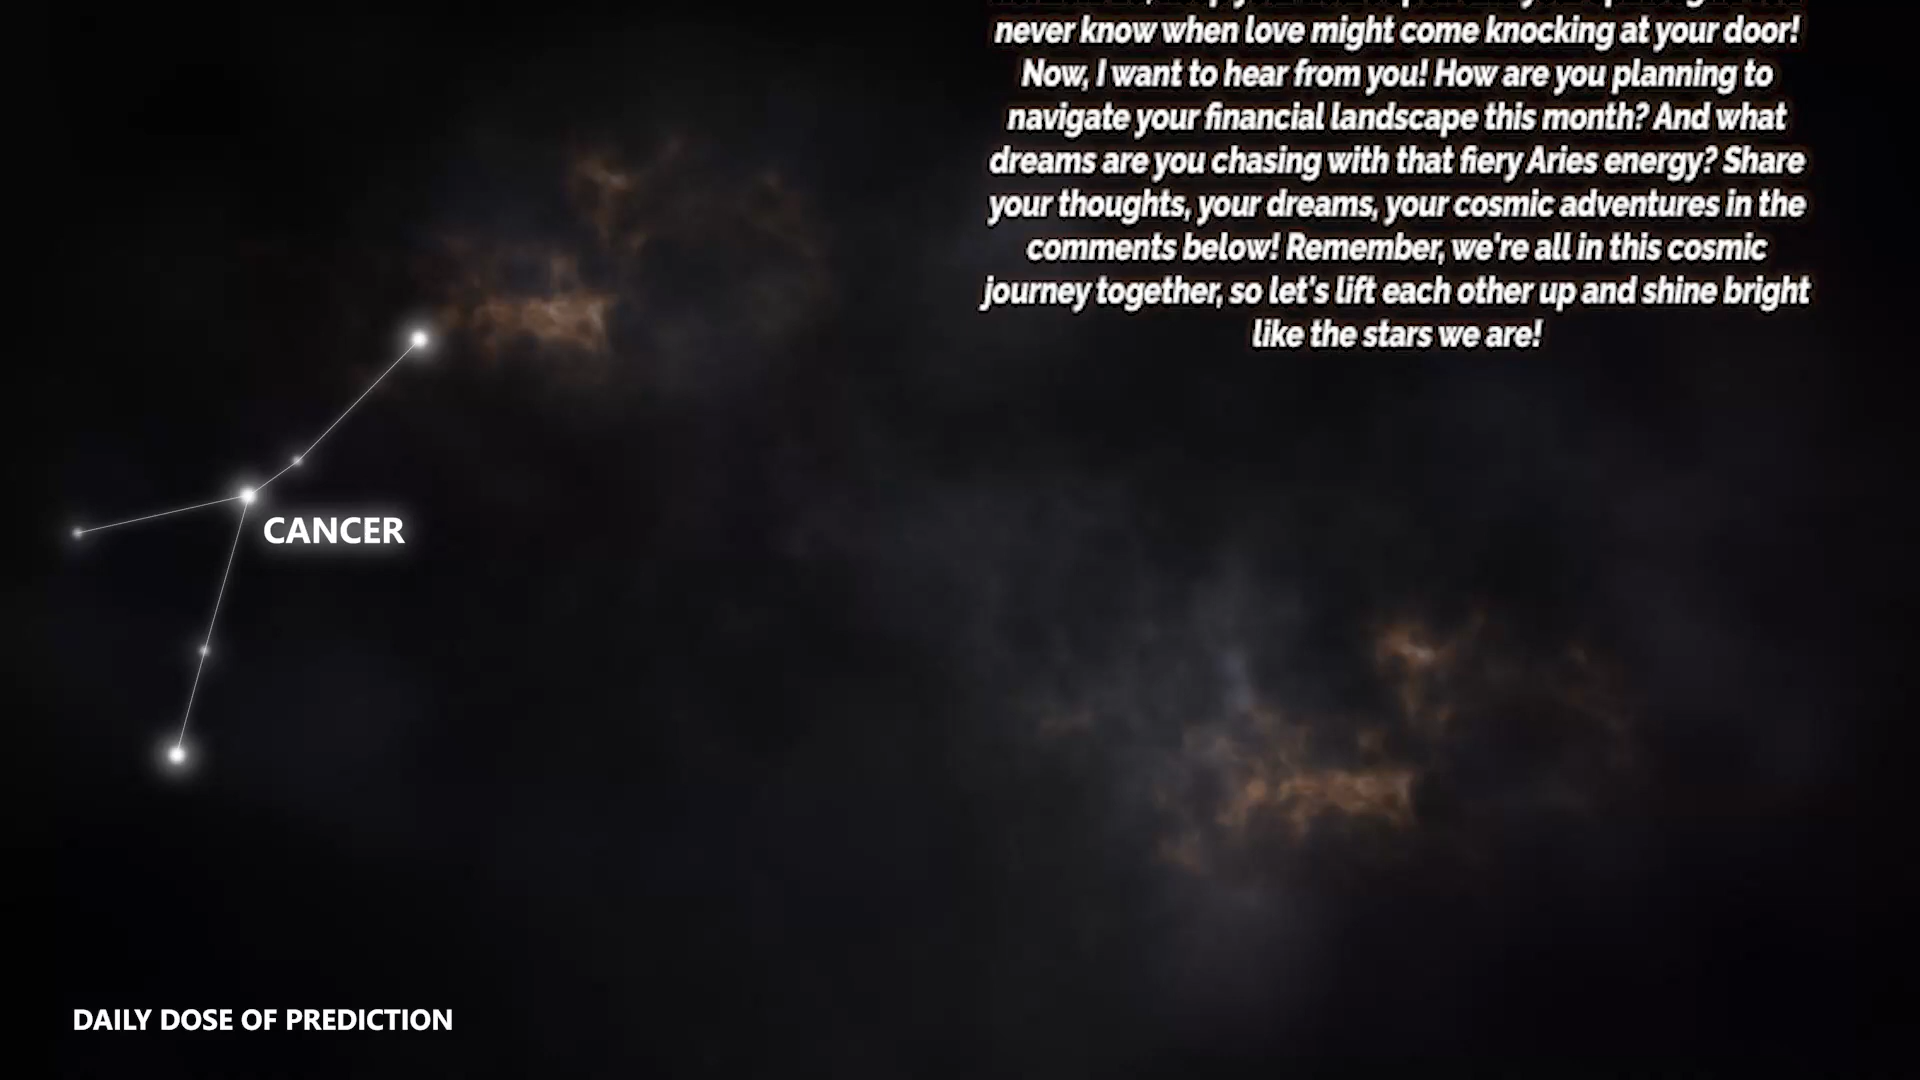 never know when love might come knocking at your door!
Now, I want to hear from you! How are you planning to
navigate your financial landscape this month? And what
dreams are you chasing with that fiery Aries energy? Share
your thoughts, your dreams, your cosmic adventures in the
comments below! Remember, we're all in this cosmic
journey together, so let's lift each other up and shine bright
like the stars we are!
CANCER
DAILY DOSE OF PREDICTION